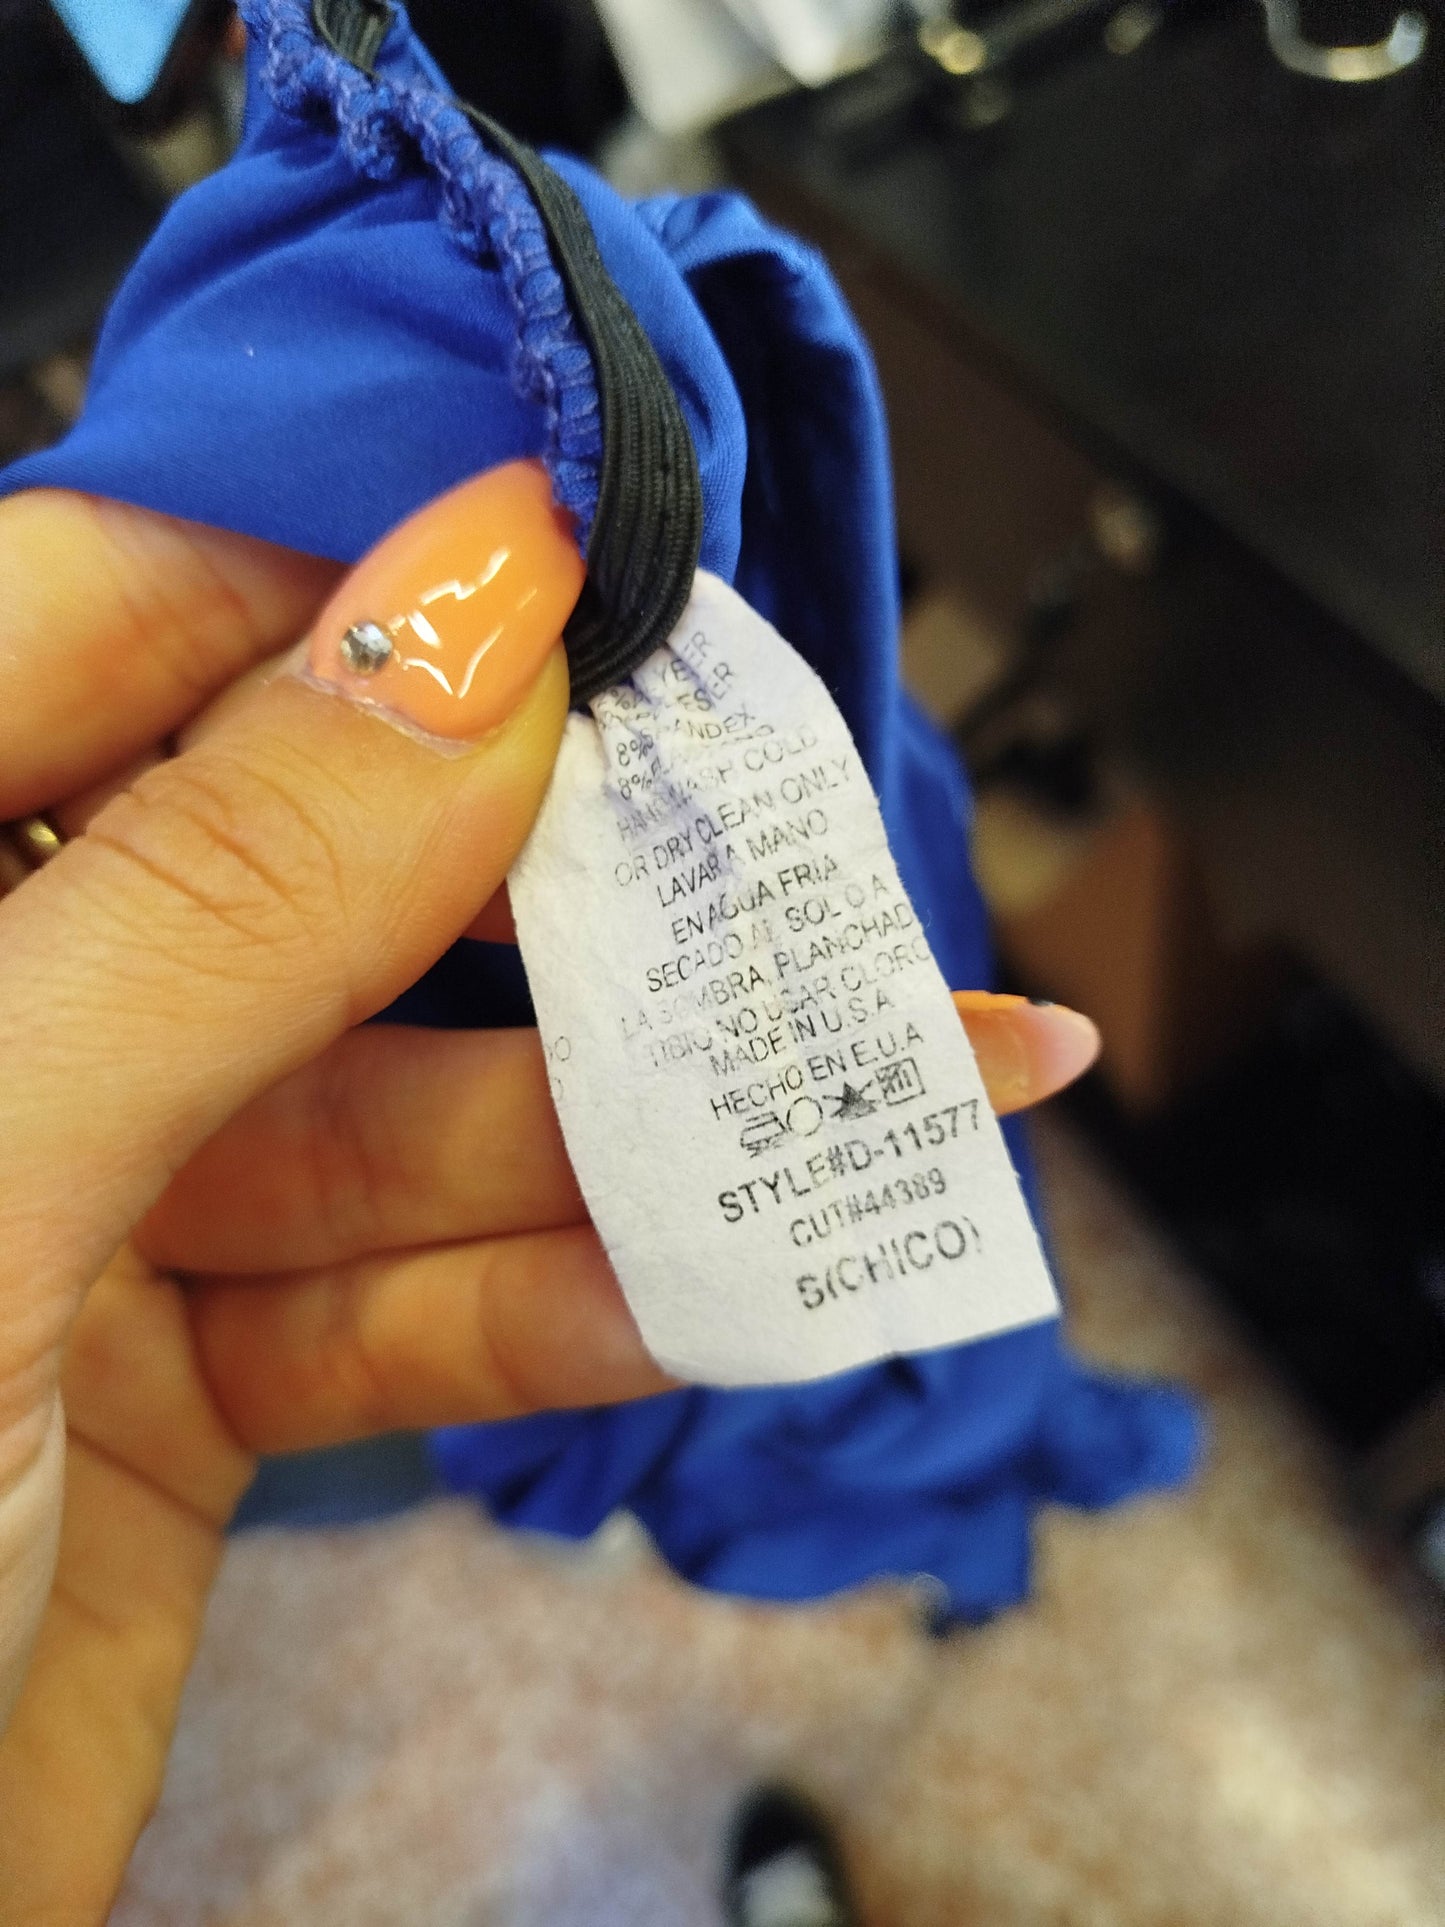 8% SPANDEX
HAND WASH COLD
OR DRY CLEAN ONLY
LAVAR A MANO
EN AGUA FRIA
SECADO AL SOL O A
LA SOMBRA, PLANCHAD
TIBIO NO USAR CLORO
MADE IN U.S.A
HECHO EN E.U.A
STYLE#D-11577
CUT#44389
S(CHICO)